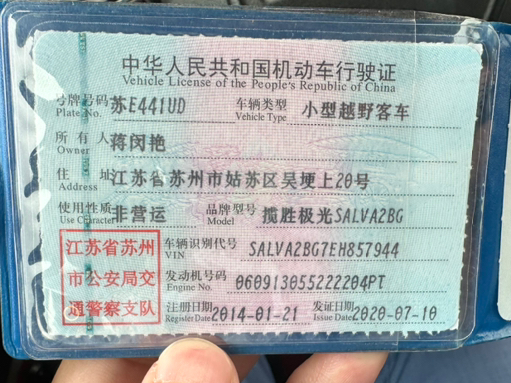 中华人民共和国机动车行驶证
Vehicle License of the People's Republic of China
号牌号码 苏E441UD 车辆类型 小型越野客车
Plate No. Vehicle Type
所有人 蒋闵艳
Owner
住址 江苏省苏州市姑苏区吴埂上20号
Address
使用性质 非营运 品牌型号 揽胜极光SALVA2BG
Use Character Model
江苏省苏州 车辆识别代号 SALVA2BG7EH857944
VIN
市公安局交 发动机号码 060913055222204PT
Engine No.
通警察支队 注册日期 2014-01-21 发证日期 2020-07-10
Register Date Issue Date